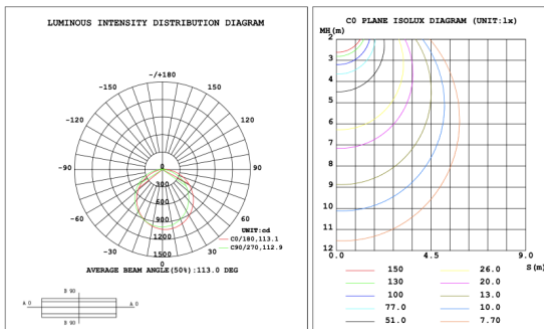 LUMINOUS INTENSITY DISTRIBUTION DIAGRAM
-/+180
-150 150
-120 120
-90 0 90
300
600
-60 900 60
1200
-30 1500 30
UNIT:cd
C0/180,113.1
C90/270,112.9
AVERAGE BEAM ANGLE(50%):113.0 DEG
C0 PLANE ISOLUX DIAGRAM (UNIT:lx)
MH(m)
2
3
4
5
6
7
8
9
10
11
12
0.0 4.5 9.0
S(m)
150 26.0
130 20.0
100 13.0
77.0 10.0
51.0 7.70